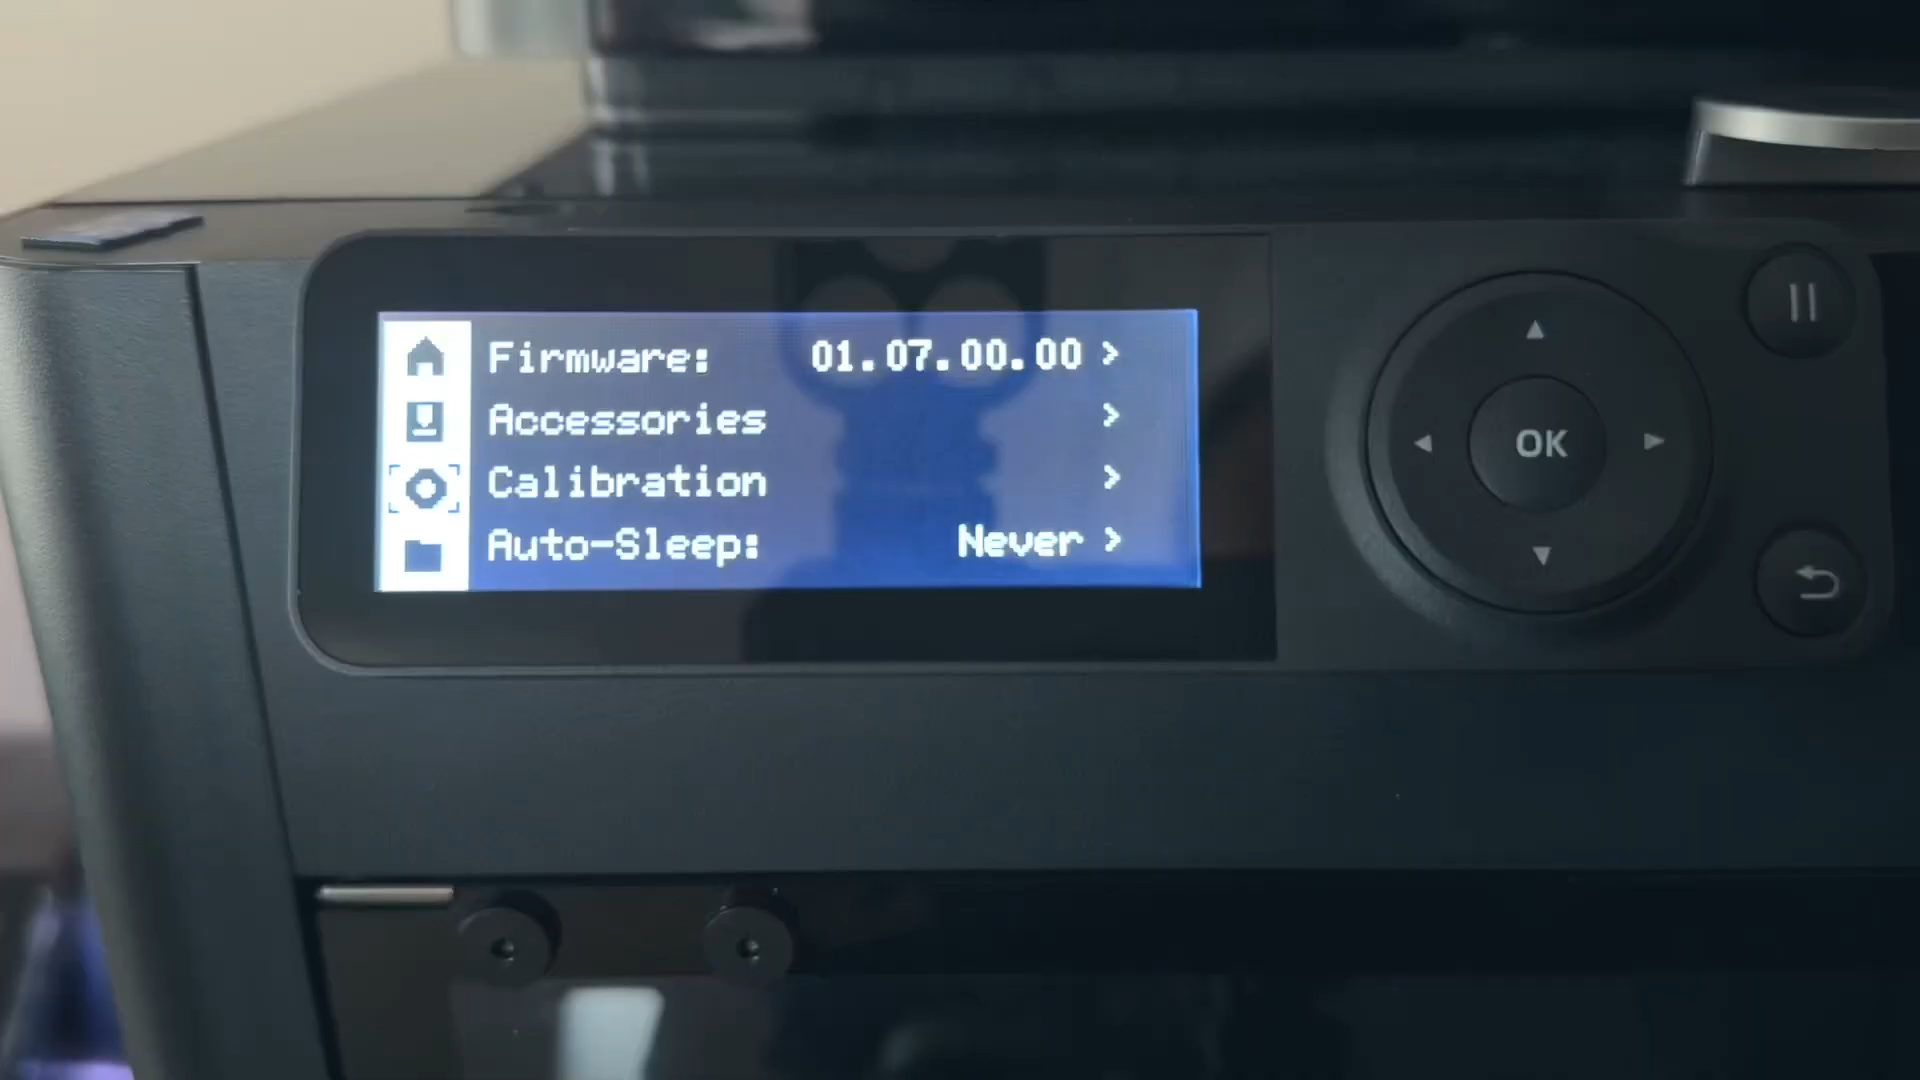 Firmware: 01.07.00.00 >
Accessories >
Calibration >
Auto-Sleep: Never >
OK